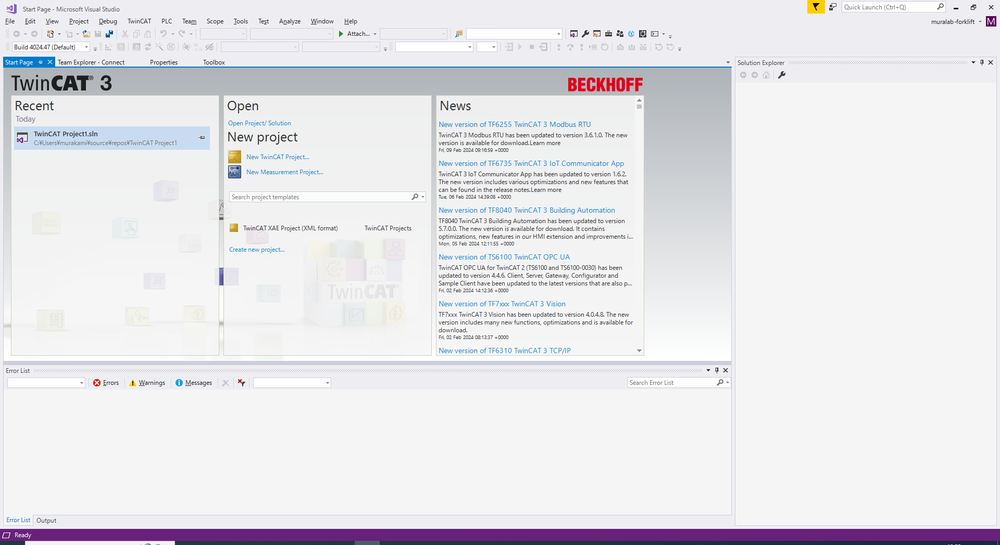 Start Page - Microsoft Visual Studio
Quick Launch (Ctrl+Q)
File Edit View Project Debug TwinCAT PLC Team Scope Tools Test Analyze Window Help
muralab-forklift
M
Attach...
Build 4024.47 (Default)
Start Page
Team Explorer - Connect
Properties
Toolbox
TwinCAT® 3
BECKHOFF
Recent
Today
TwinCAT Project1.sln
C:¥Users¥murakami¥source¥repos¥TwinCAT Project1
Open
Open Project/ Solution
New project
New TwinCAT Project...
New Measurement Project...
Search project templates
TwinCAT XAE Project (XML format)
TwinCAT Projects
Create new project...
TwinCAT
News
New version of TF6255 TwinCAT 3 Modbus RTU
TwinCAT 3 Modbus RTU has been updated to version 3.6.1.0. The new
version is available for download.Learn more
Fri, 09 Feb 2024 09:16:59 +0000
New version of TF6735 TwinCAT 3 IoT Communicator App
TwinCAT 3 IoT Communicator App has been updated to version 1.6.2.
The new version includes various optimizations and new features that
can be found in the release notes.Learn more
Tue, 06 Feb 2024 14:39:08 +0000
New version of TF8040 TwinCAT 3 Building Automation
TF8040 TwinCAT 3 Building Automation has been updated to version
5.7.0.0. The new version is available for download. It contains
optimizations, new features in our HMI extension and improvements i...
Mon, 05 Feb 2024 12:11:55 +0000
New version of TS6100 TwinCAT OPC UA
TwinCAT OPC UA for TwinCAT 2 (TS6100 and TS6100-0030) has been
updated to version 4.4.6. Client, Server, Gateway, Configurator and
Sample Client have been updated to the latest versions that are also p...
Fri, 02 Feb 2024 14:12:36 +0000
New version of TF7xxx TwinCAT 3 Vision
TF7xxx TwinCAT 3 Vision has been updated to version 4.0.4.8. The new
version includes many new functions, optimizations and is available for
download.
Fri, 02 Feb 2024 08:13:37 +0000
New version of TF6310 TwinCAT 3 TCP/IP
Solution Explorer
Error List
Errors
Warnings
Messages
Search Error List
Error List
Output
Ready